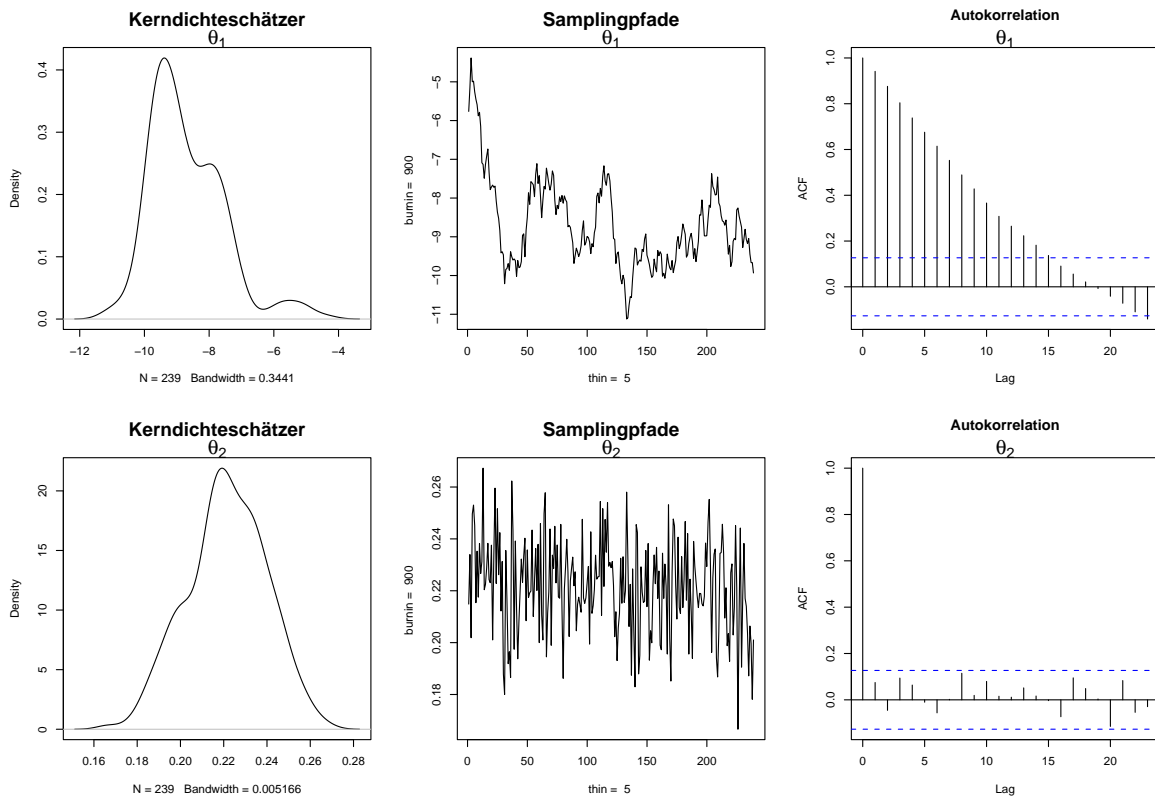 Kerndichteschätzer
θ1
Density
0.0 0.1 0.2 0.3 0.4
−12 −10 −8 −6 −4
N = 239 Bandwidth = 0.3441
Samplingpfade
θ1
burnin = 900
−11 −10 −9 −8 −7 −6 −5
0 50 100 150 200
thin = 5
Autokorrelation
θ1
ACF
0.0 0.2 0.4 0.6 0.8 1.0
0 5 10 15 20
Lag
Kerndichteschätzer
θ2
Density
0 5 10 15 20
0.16 0.18 0.20 0.22 0.24 0.26 0.28
N = 239 Bandwidth = 0.005166
Samplingpfade
θ2
burnin = 900
0.18 0.20 0.22 0.24 0.26
0 50 100 150 200
thin = 5
Autokorrelation
θ2
ACF
0.0 0.2 0.4 0.6 0.8 1.0
0 5 10 15 20
Lag